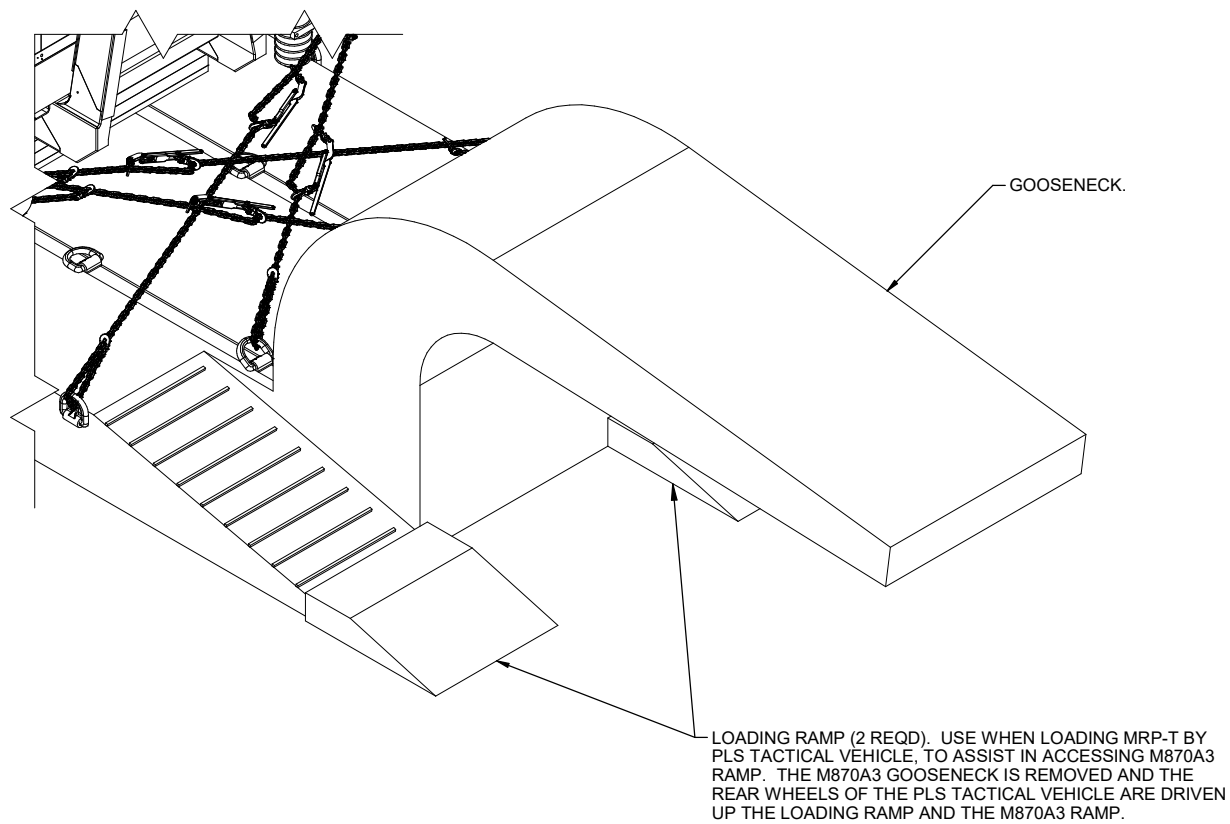 GOOSENECK.
LOADING RAMP (2 REQD).  USE WHEN LOADING MRP-T BY
PLS TACTICAL VEHICLE, TO ASSIST IN ACCESSING M870A3
RAMP.  THE M870A3 GOOSENECK IS REMOVED AND THE
REAR WHEELS OF THE PLS TACTICAL VEHICLE ARE DRIVEN
UP THE LOADING RAMP AND THE M870A3 RAMP.